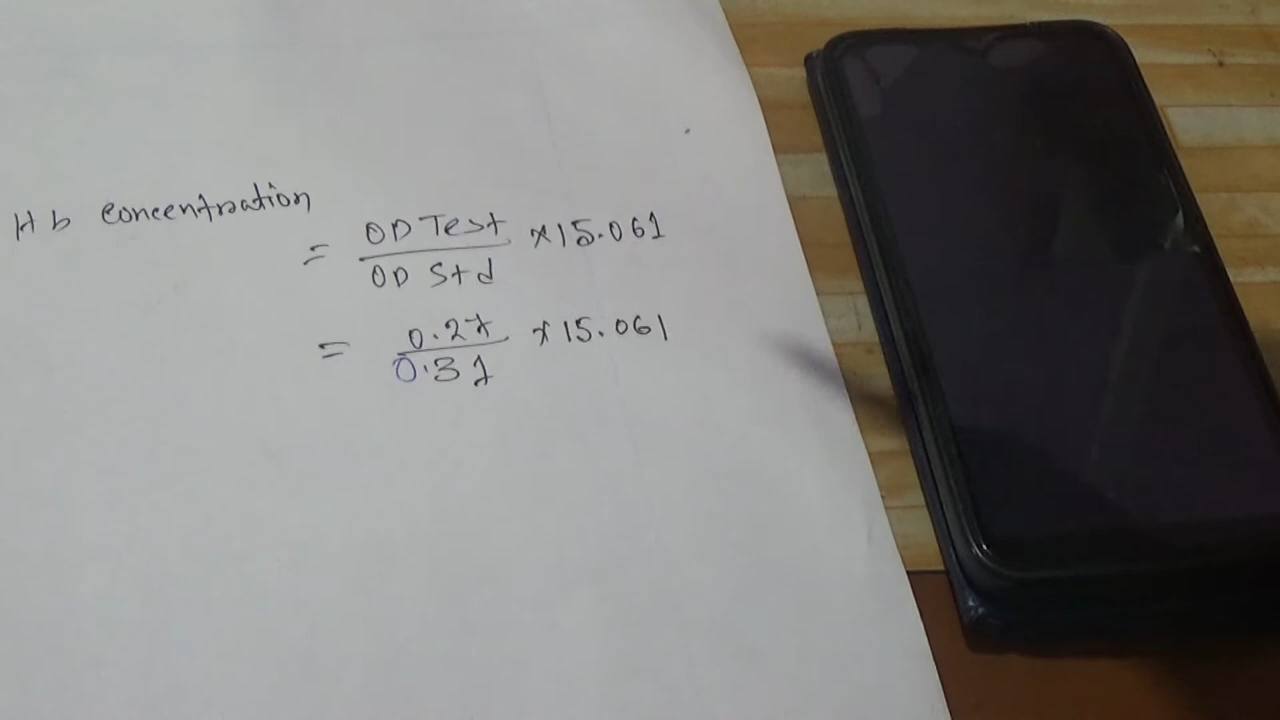 Hb concentration
= OD Test / OD Std × 15.061
= 0.27 / 0.31 × 15.061